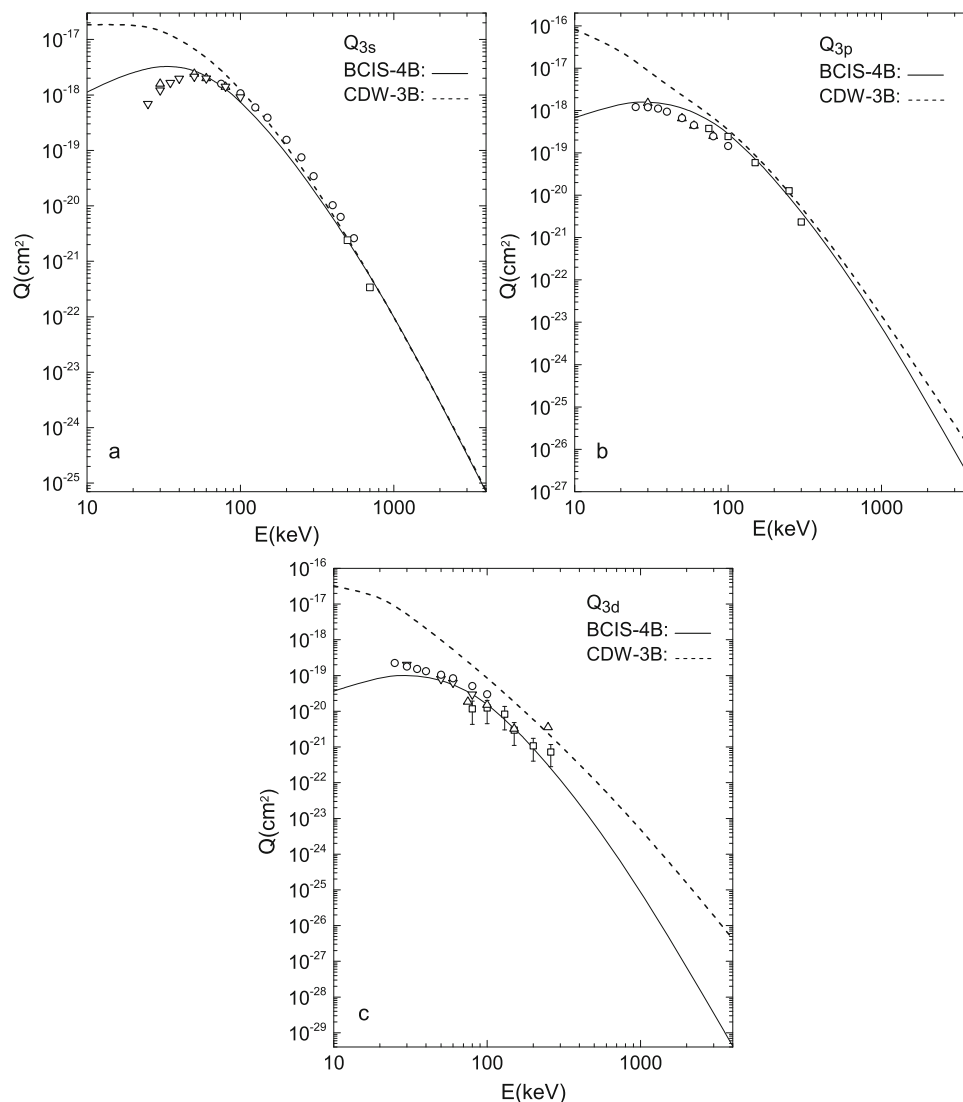 Q3s
BCIS-4B:
CDW-3B:
10^-17
10^-18
10^-19
10^-20
10^-21
10^-22
10^-23
10^-24
10^-25
Q(cm²)
a
10 100 1000
E(keV)
Q3p
BCIS-4B:
CDW-3B:
10^-16
10^-17
10^-18
10^-19
10^-20
10^-21
10^-22
10^-23
10^-24
10^-25
10^-26
10^-27
Q(cm²)
b
10 100 1000
E(keV)
Q3d
BCIS-4B:
CDW-3B:
10^-16
10^-17
10^-18
10^-19
10^-20
10^-21
10^-22
10^-23
10^-24
10^-25
10^-26
10^-27
10^-28
10^-29
Q(cm²)
c
10 100 1000
E(keV)